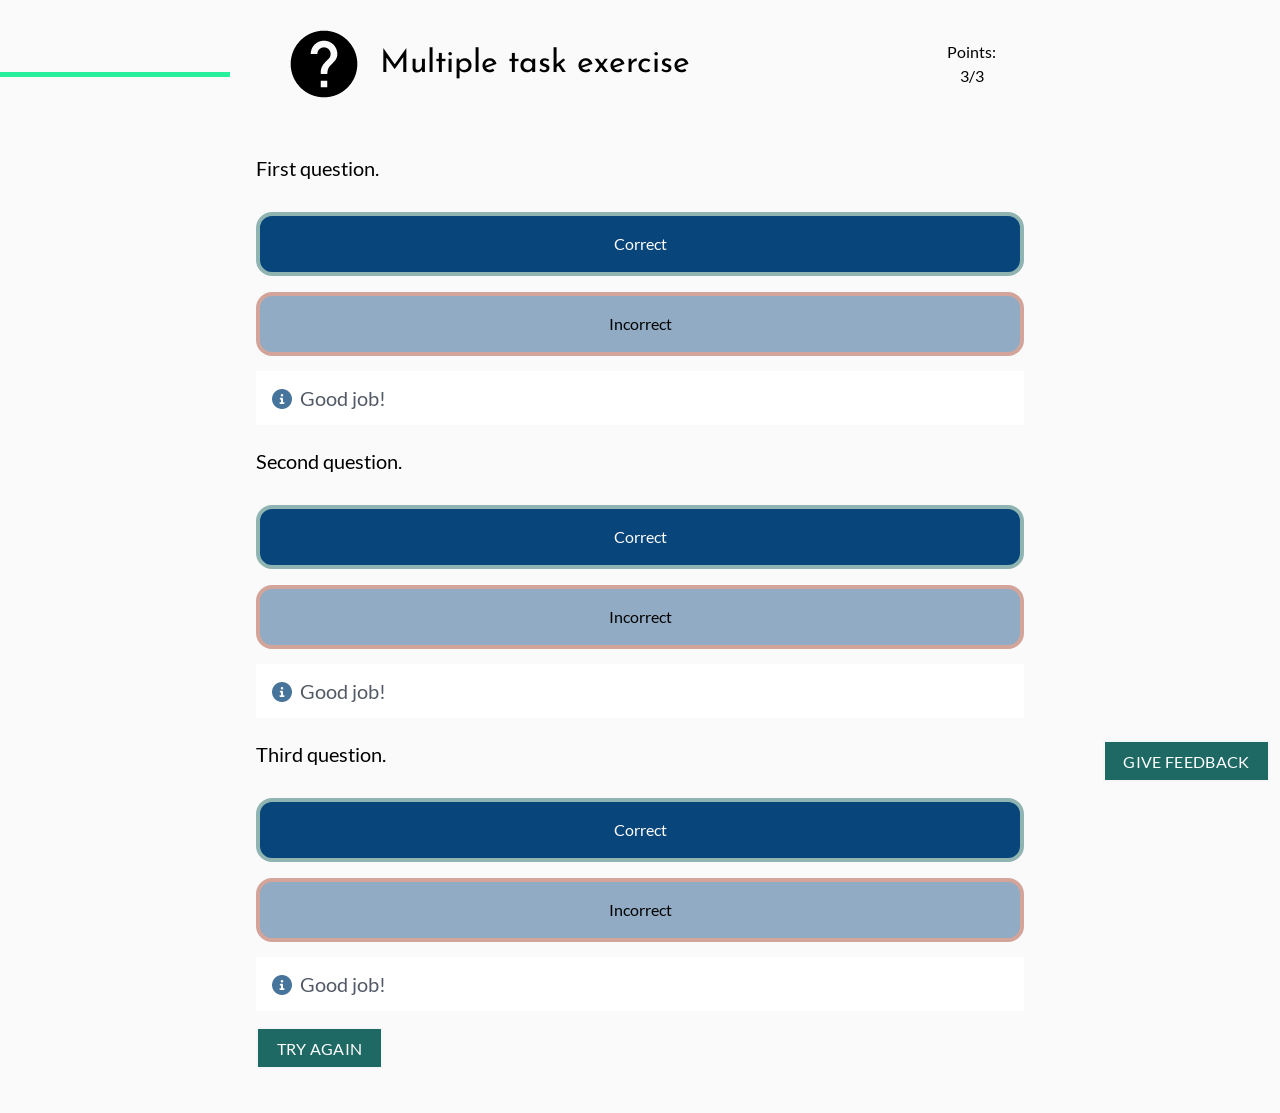 Multiple task exercise
Points:
3/3
First question.
Correct
Incorrect
Good job!
Second question.
Correct
Incorrect
Good job!
Third question.
GIVE FEEDBACK
Correct
Incorrect
Good job!
TRY AGAIN